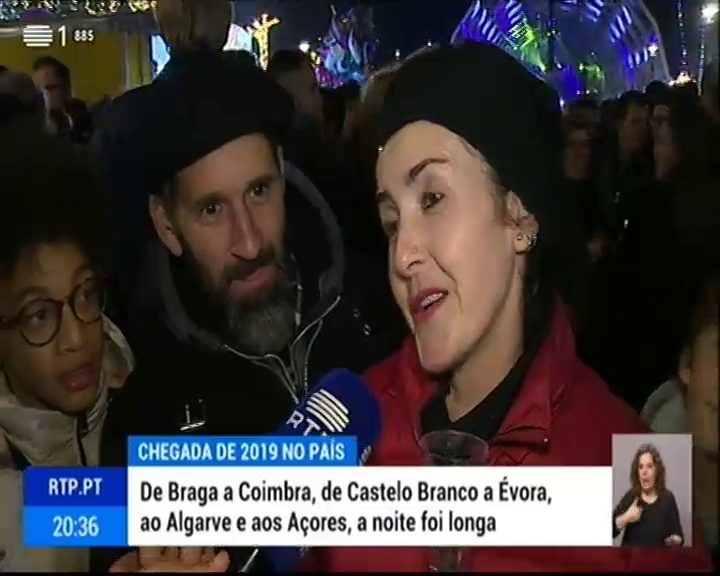 1 885
RTP
CHEGADA DE 2019 NO PAÍS
RTP.PT
De Braga a Coimbra, de Castelo Branco a Évora,
20:36
ao Algarve e aos Açores, a noite foi longa